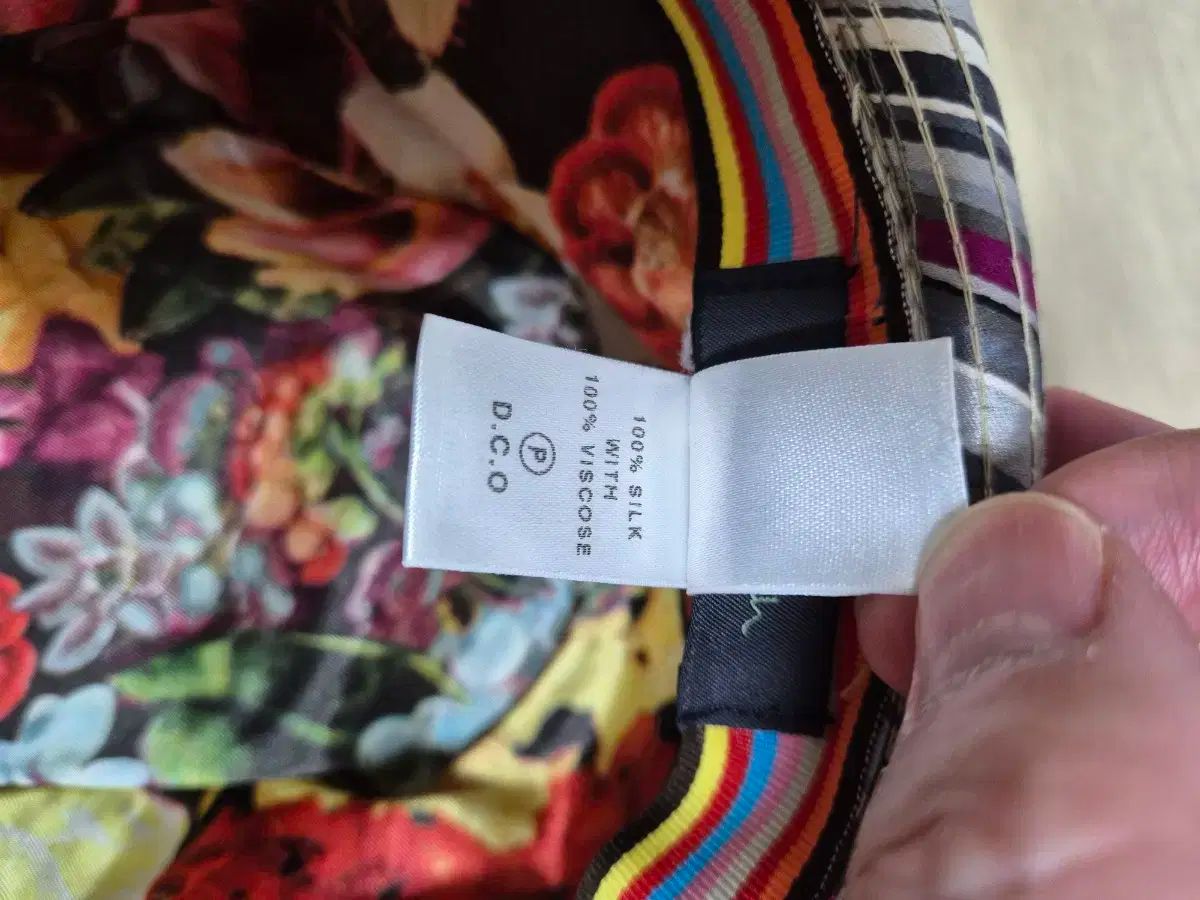 100% SILK
WITH
100% VISCOSE
P
D.C.O